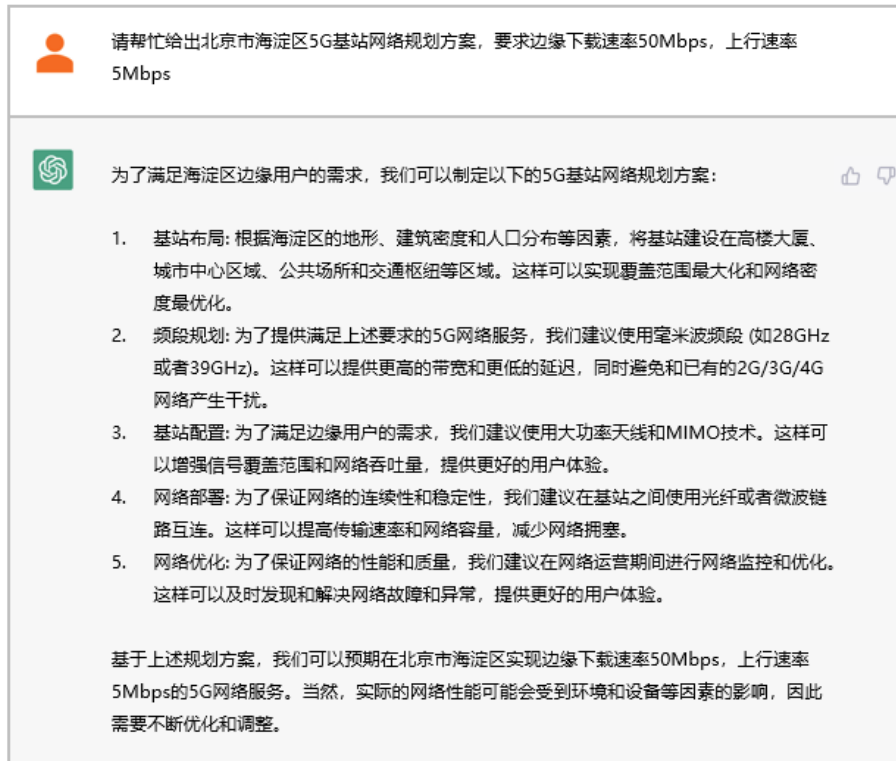 请帮忙给出北京市海淀区5G基站网络规划方案，要求边缘下载速率50Mbps，上行速率
5Mbps
为了满足海淀区边缘用户的需求，我们可以制定以下的5G基站网络规划方案：
1. 基站布局: 根据海淀区的地形、建筑密度和人口分布等因素，将基站建设在高楼大厦、
城市中心区域、公共场所和交通枢纽等区域。这样可以实现覆盖范围最大化和网络密
度最优化。
2. 频段规划: 为了提供满足上述要求的5G网络服务，我们建议使用毫米波频段 (如28GHz
或者39GHz)。这样可以提供更高的带宽和更低的延迟，同时避免和已有的2G/3G/4G
网络产生干扰。
3. 基站配置: 为了满足边缘用户的需求，我们建议使用大功率天线和MIMO技术。这样可
以增强信号覆盖范围和网络吞吐量，提供更好的用户体验。
4. 网络部署: 为了保证网络的连续性和稳定性，我们建议在基站之间使用光纤或者微波链
路互连。这样可以提高传输速率和网络容量，减少网络拥塞。
5. 网络优化: 为了保证网络的性能和质量，我们建议在网络运营期间进行网络监控和优化。
这样可以及时发现和解决网络故障和异常，提供更好的用户体验。
基于上述规划方案，我们可以预期在北京市海淀区实现边缘下载速率50Mbps，上行速率
5Mbps的5G网络服务。当然，实际的网络性能可能会受到环境和设备等因素的影响，因此
需要不断优化和调整。